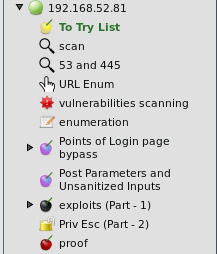 192.168.52.81
To Try List
scan
53 and 445
URL Enum
vulnerabilities scanning
enumeration
Points of Login page
bypass
Post Parameters and
Unsanitized Inputs
exploits (Part - 1)
Priv Esc (Part - 2)
proof